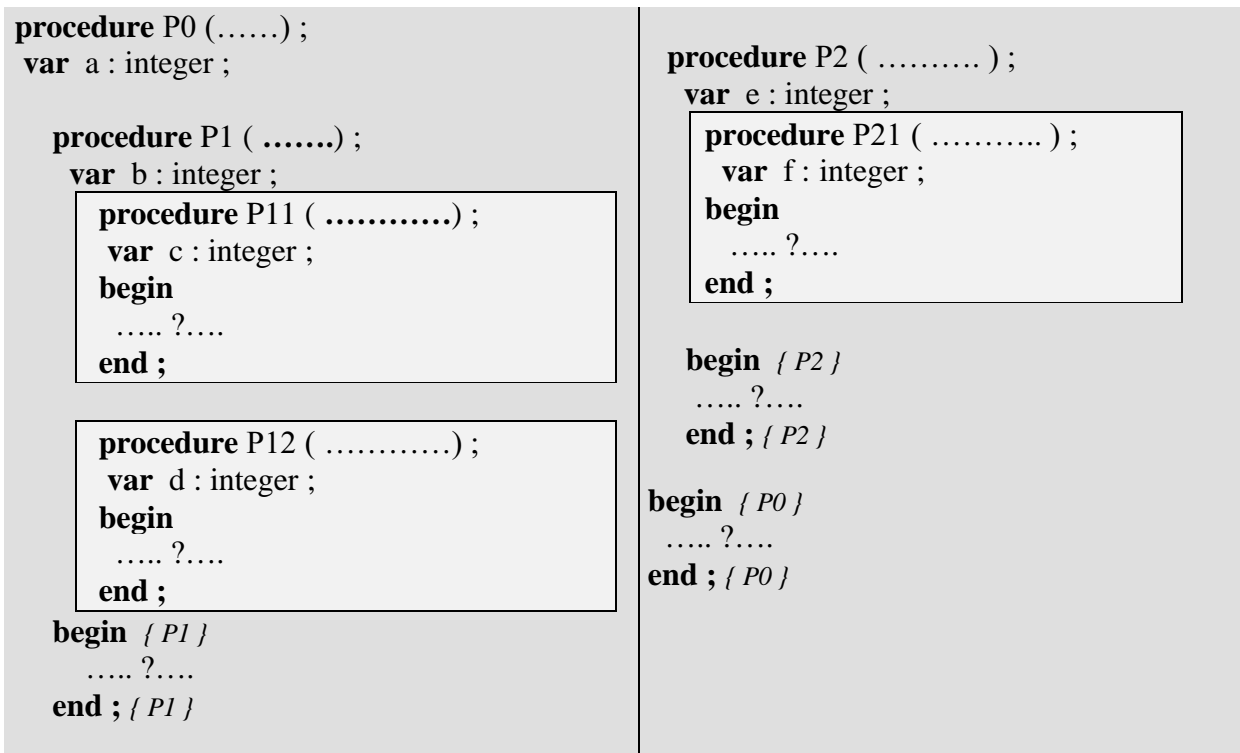 procedure P0 (……) ;
var a : integer ;
procedure P1 ( …….) ;
var b : integer ;
procedure P11 ( …………) ;
var c : integer ;
begin
….. ?….
end ;
procedure P12 ( …………) ;
var d : integer ;
begin
….. ?….
end ;
begin { P1 }
….. ?….
end ; { P1 }
procedure P2 ( ………. ) ;
var e : integer ;
procedure P21 ( ……….. ) ;
var f : integer ;
begin
….. ?….
end ;
begin { P2 }
….. ?….
end ; { P2 }
begin { P0 }
….. ?….
end ; { P0 }